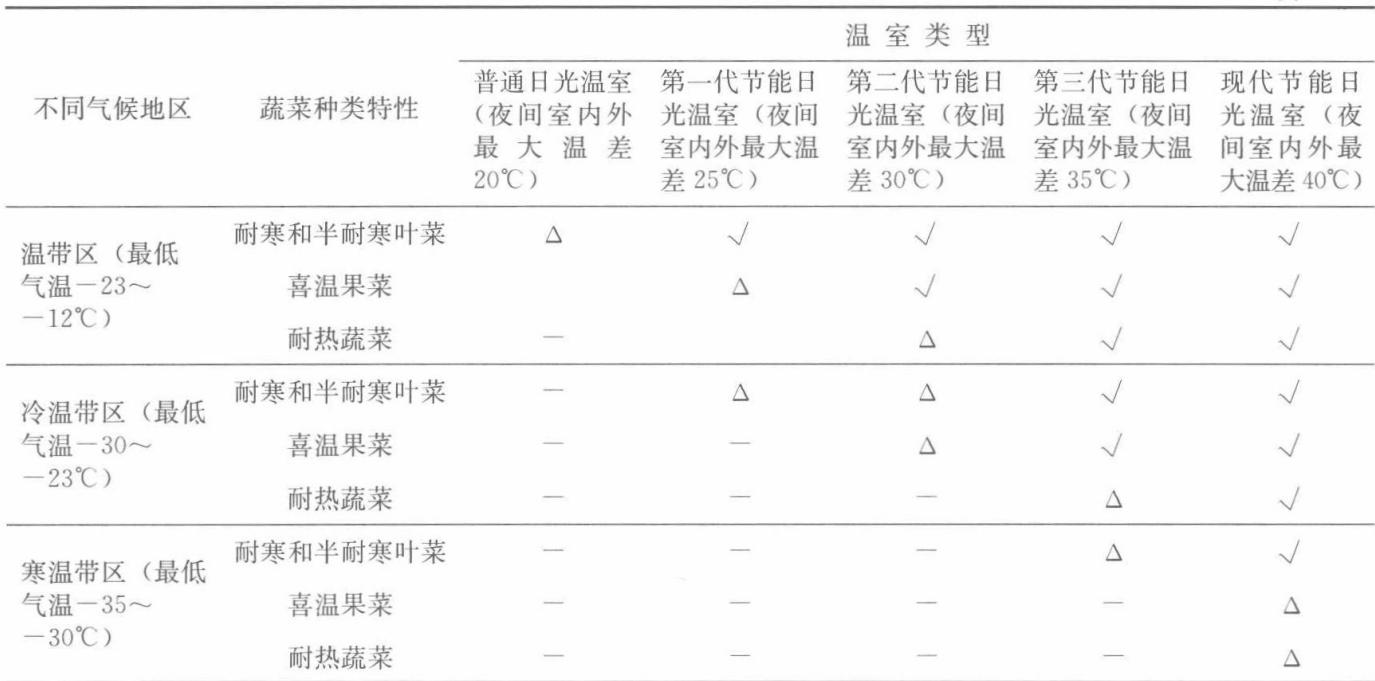 温 室 类 型
不同气候地区 蔬菜种类特性
普通日光温室
(夜间室内外
最大温差
20℃)
第一代节能日
光温室(夜间
室内外最大温
差25℃)
第二代节能日
光温室(夜间
室内外最大温
差30℃)
第三代节能日
光温室(夜间
室内外最大温
差35℃)
现代节能日
光温室(夜
间室内外最
大温差40℃)
温带区(最低
气温-23~
-12℃)
耐寒和半耐寒叶菜 Δ √ √ √ √
喜温果菜 Δ √ √ √
耐热蔬菜 — Δ √ √
冷温带区(最低
气温-30~
-23℃)
耐寒和半耐寒叶菜 — Δ Δ √ √
喜温果菜 — — Δ √ √
耐热蔬菜 — — — Δ √
寒温带区(最低
气温-35~
-30℃)
耐寒和半耐寒叶菜 — — — Δ √
喜温果菜 — — — — Δ
耐热蔬菜 — — — — Δ